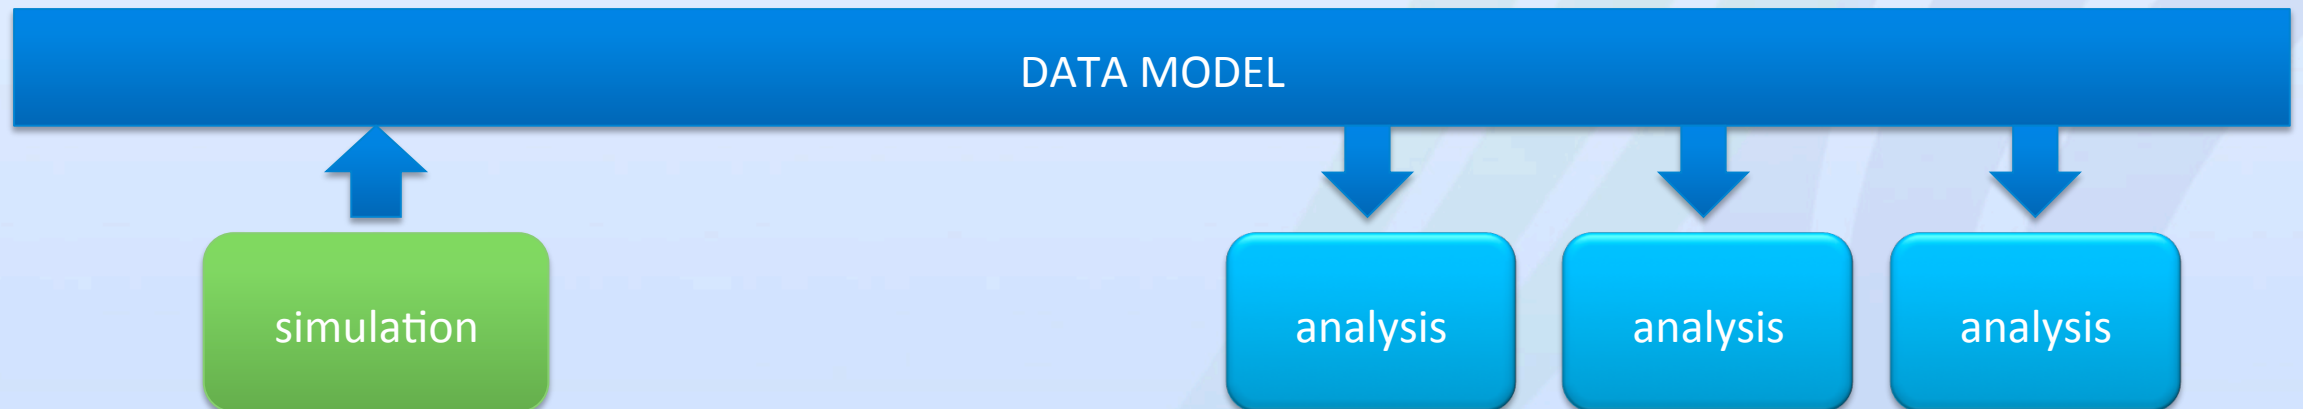 DATA MODEL
simulation
analysis
analysis
analysis